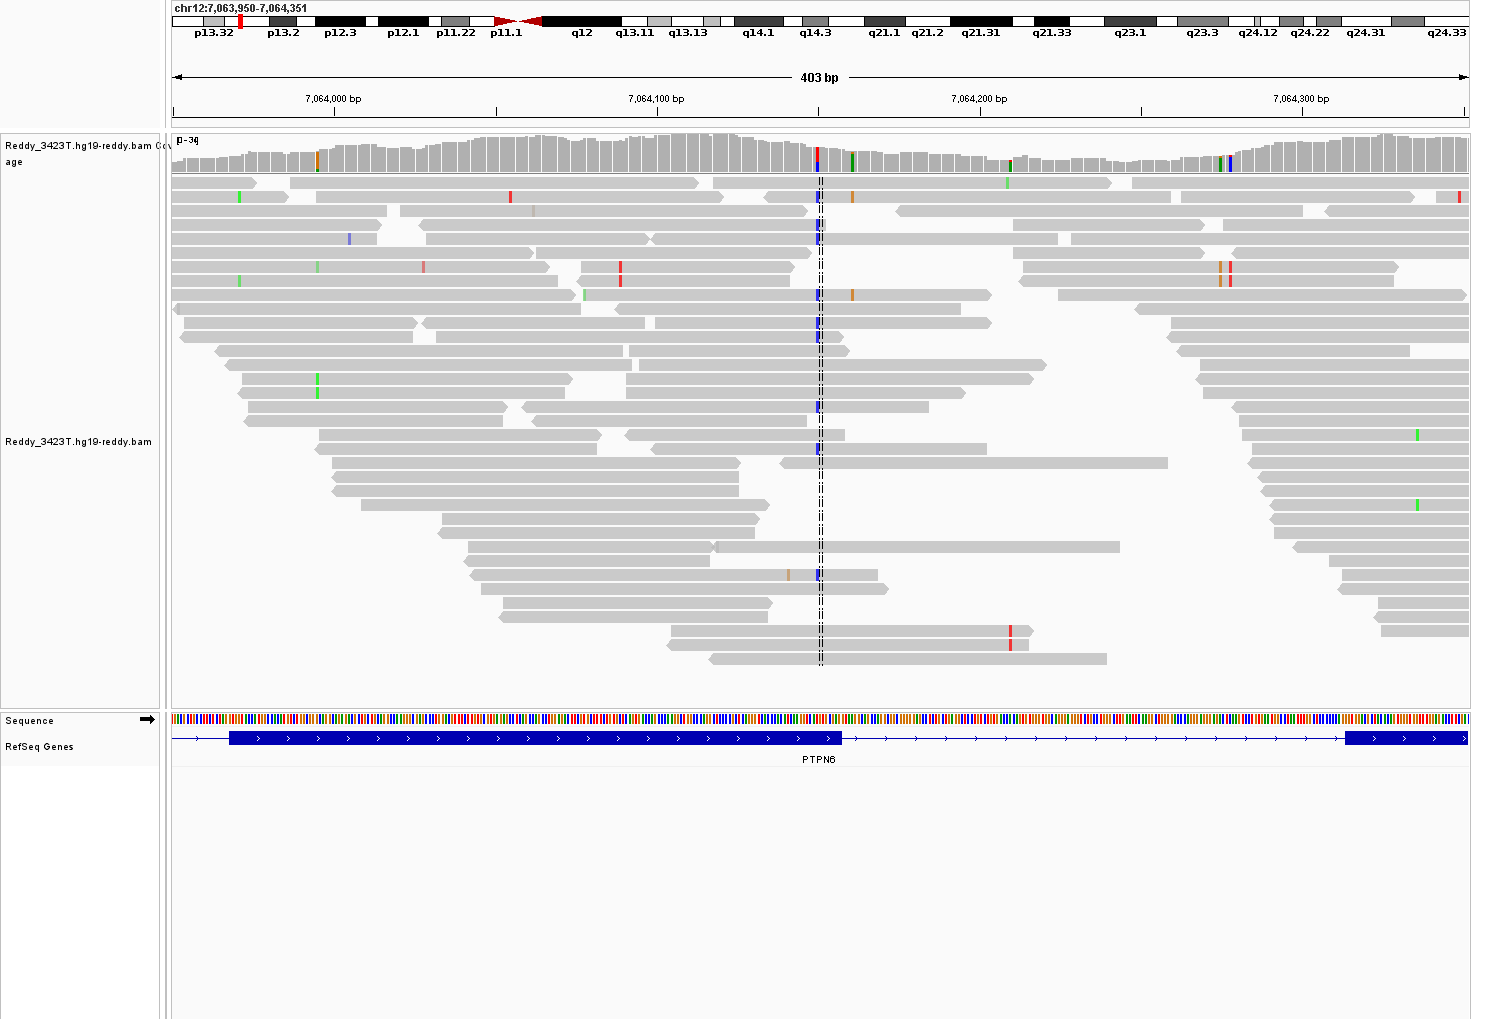 chr12:7,063,950-7,064,351
p13.32 p13.2 p12.3 p12.1 p11.22 p11.1 q12 q13.11 q13.13 q14.1 q14.3 q21.1 q21.2 q21.31 q21.33 q23.1 q23.3 q24.12 q24.22 q24.31 q24.33
403 bp
7,064,000 bp 7,064,100 bp 7,064,200 bp 7,064,300 bp
Reddy_3423T.hg19-reddy.bam Cov
age
Reddy_3423T.hg19-reddy.bam
Sequence
RefSeq Genes
PTPN6